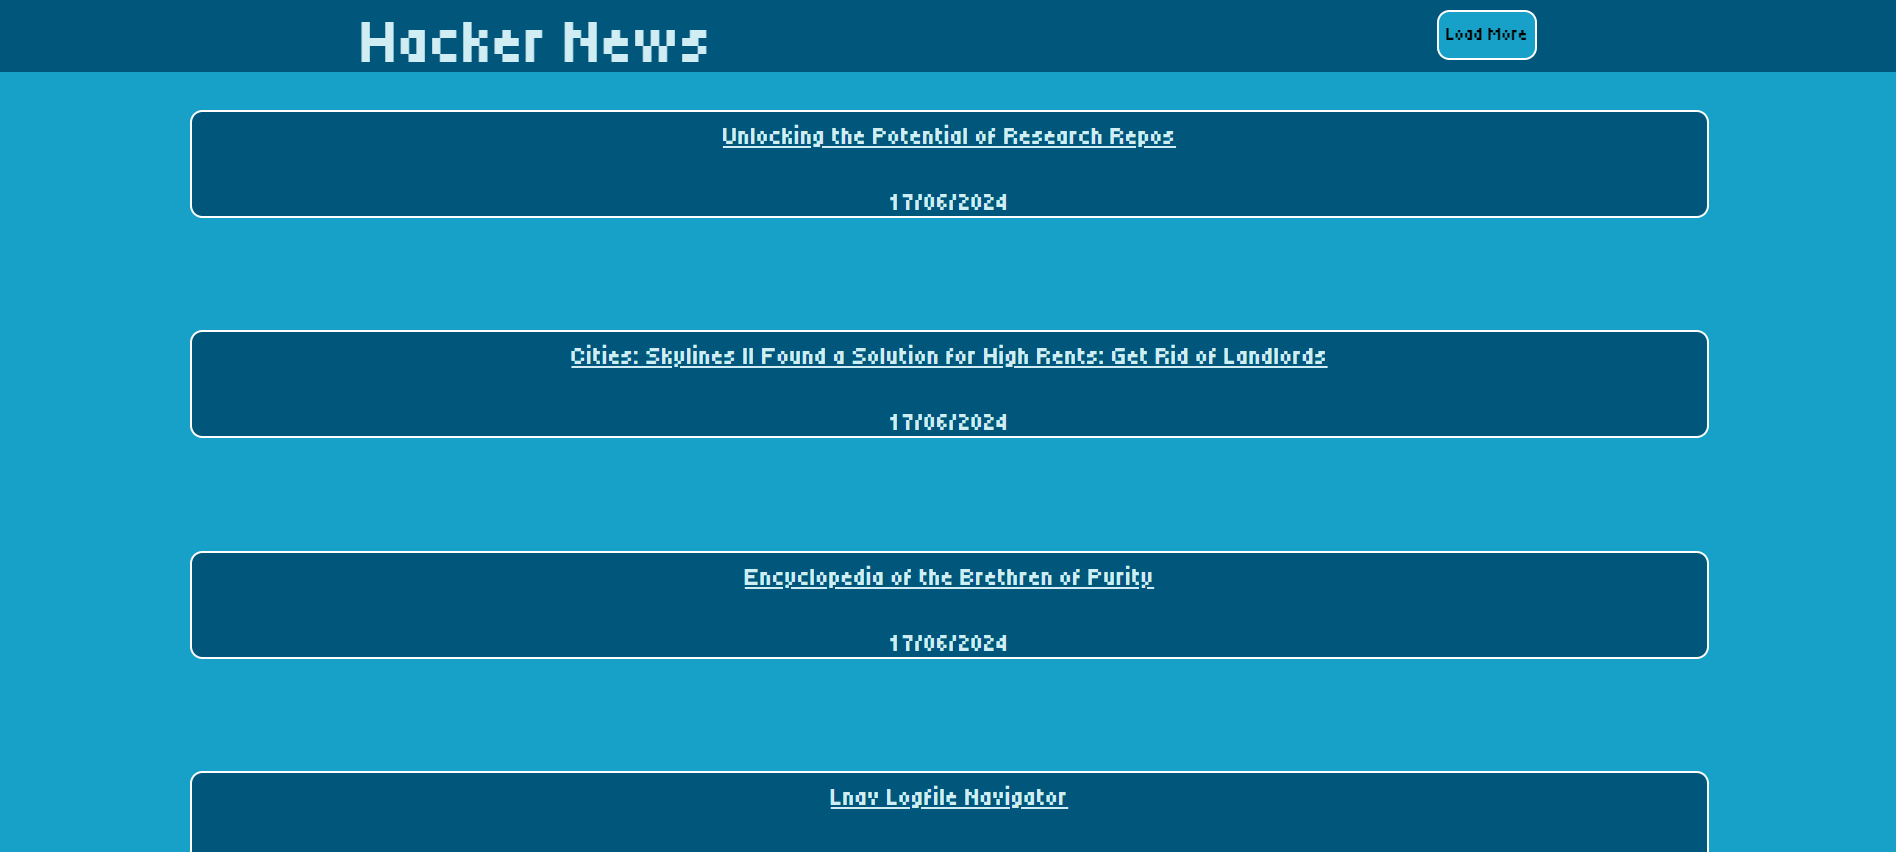 Hacker News
Load More
Unlocking the Potential of Research Repos
17/06/2024
Cities: Skylines II Found a Solution for High Rents: Get Rid of Landlords
17/06/2024
Encyclopedia of the Brethren of Purity
17/06/2024
Lnav Logfile Navigator